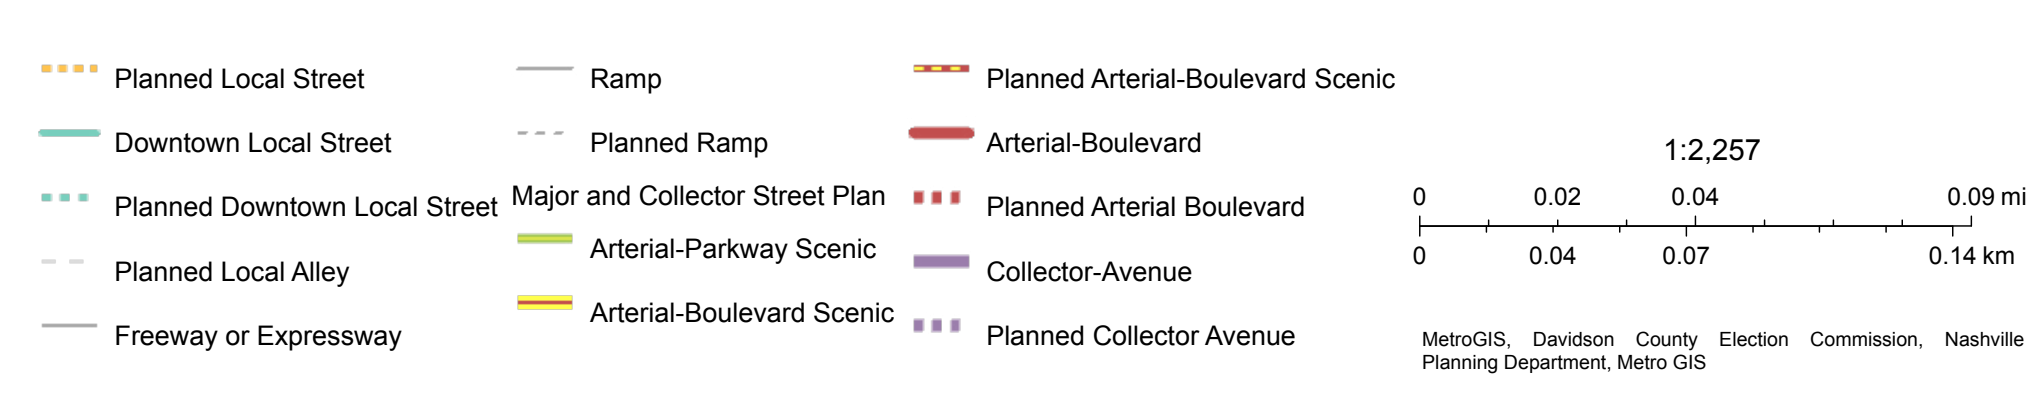 Planned Local Street
Downtown Local Street
Planned Downtown Local Street
Planned Local Alley
Freeway or Expressway
Ramp
Planned Ramp
Major and Collector Street Plan
Arterial-Parkway Scenic
Arterial-Boulevard Scenic
Planned Arterial-Boulevard Scenic
Arterial-Boulevard
Planned Arterial Boulevard
Collector-Avenue
Planned Collector Avenue
1:2,257
0 0.02 0.04 0.09 mi
0 0.04 0.07 0.14 km
MetroGIS, Davidson County Election Commission, Nashville
Planning Department, Metro GIS